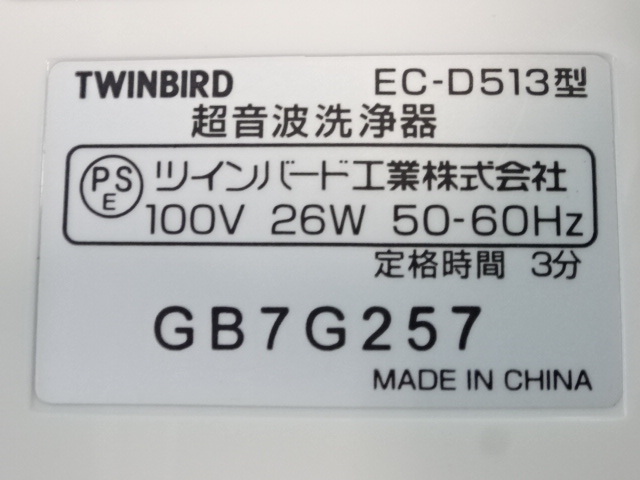 TWINBIRD EC-D513型
超音波洗浄器
PSE ツインバード工業株式会社
100V 26W 50-60Hz
定格時間 3分
GB7G257
MADE IN CHINA